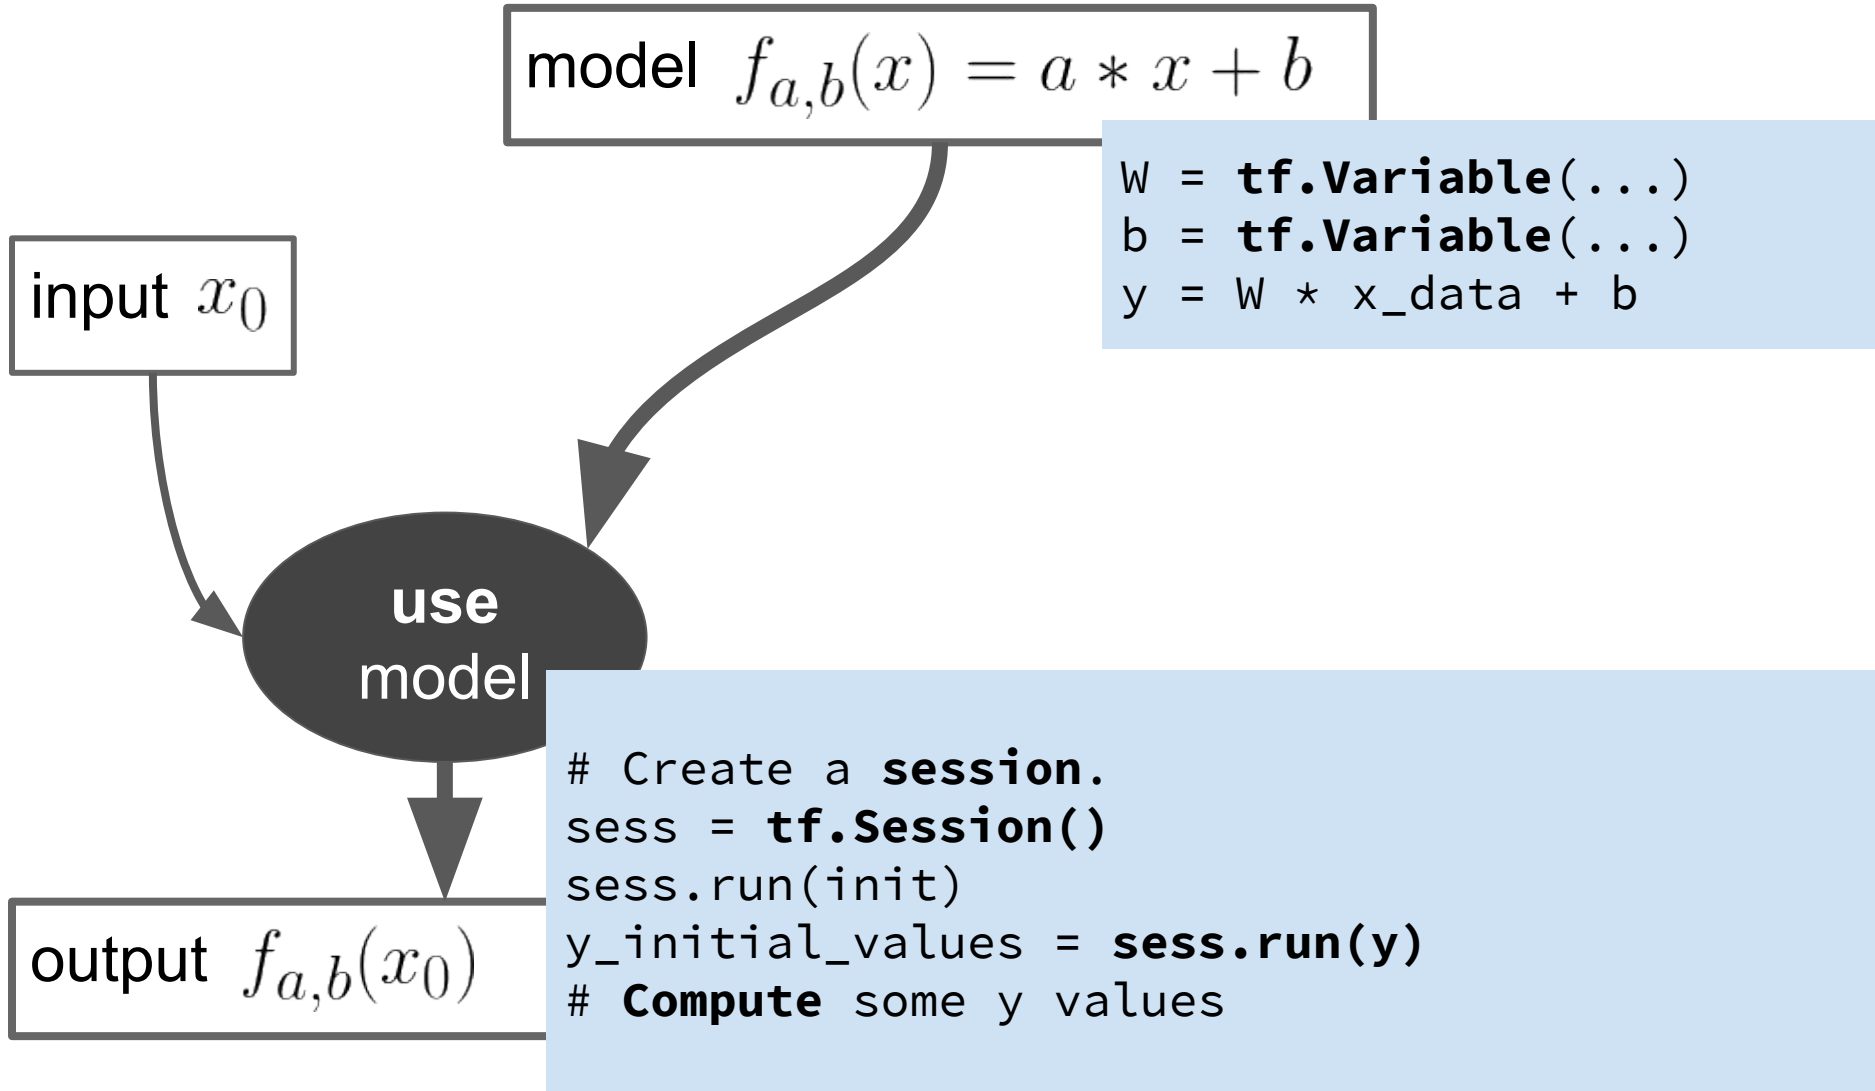 model f_{a,b}(x) = a * x + b
W = tf.Variable(...)
b = tf.Variable(...)
y = W * x_data + b
input x_0
use
model
# Create a session.
sess = tf.Session()
sess.run(init)
y_initial_values = sess.run(y)
# Compute some y values
output f_{a,b}(x_0)